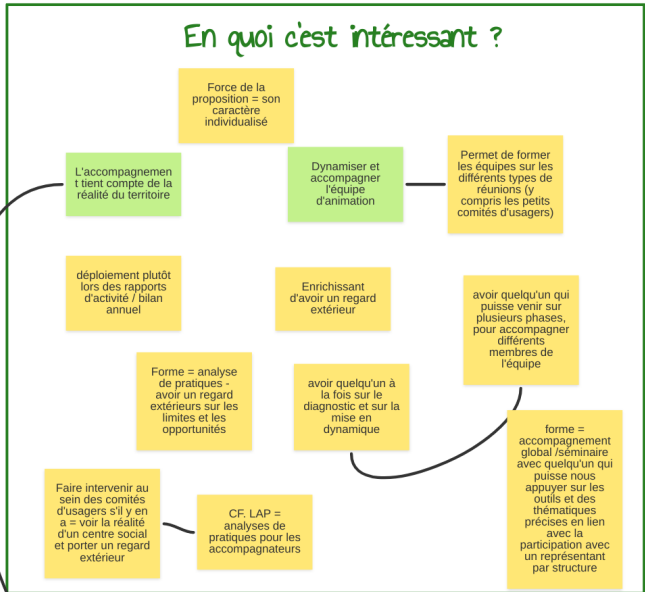 En quoi c'est intéressant ?
Force de la
proposition = son
caractère
individualisé
L'accompagnemen
t tient compte de la
réalité du territoire
Dynamiser et
accompagner
l'équipe
d'animation
Permet de former
les équipes sur les
différents types de
réunions (y
compris les petits
comités d'usagers)
déploiement plutôt
lors des rapports
d'activité / bilan
annuel
Enrichissant
d'avoir un regard
extérieur
avoir quelqu'un qui
puisse venir sur
plusieurs phases,
pour accompagner
différents
membres de
l'équipe
Forme = analyse
de pratiques -
avoir un regard
extérieurs sur les
limites et les
opportunités
avoir quelqu'un à
la fois sur le
diagnostic et sur la
mise en
dynamique
forme =
accompagnement
global /séminaire
avec quelqu'un qui
puisse nous
appuyer sur les
outils et des
thématiques
précises en lien
avec la
participation avec
un représentant
par structure
Faire intervenir au
sein des comités
d'usagers s'il y en
a = voir la réalité
d'un centre social
et porter un regard
extérieur
CF. LAP =
analyses de
pratiques pour les
accompagnateurs